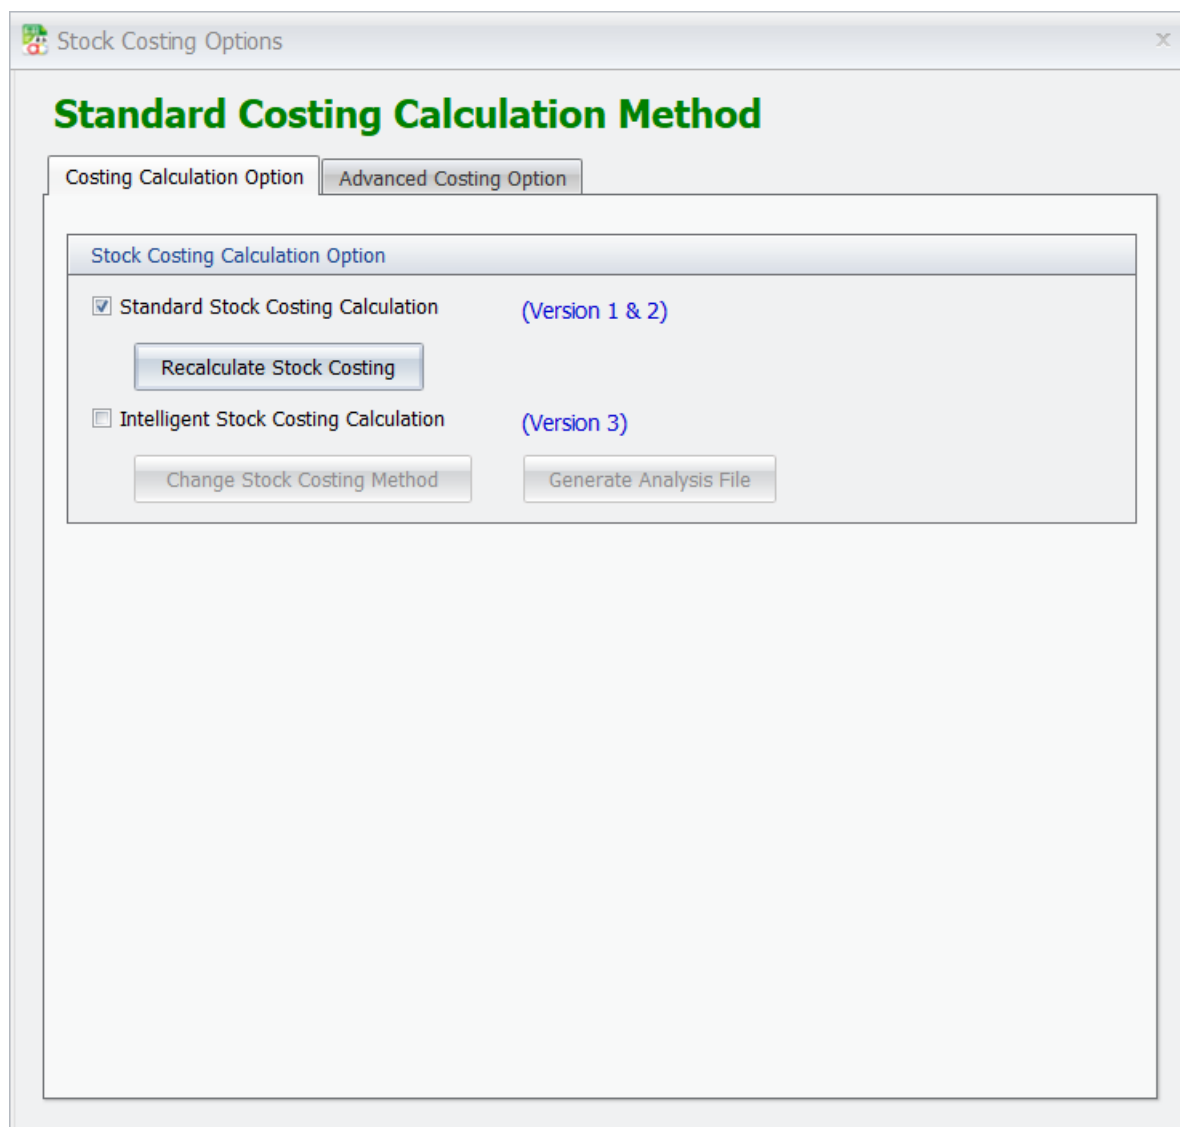 Stock Costing Options
Standard Costing Calculation Method
Costing Calculation Option
Advanced Costing Option
Stock Costing Calculation Option
Standard Stock Costing Calculation (Version 1 & 2)
Recalculate Stock Costing
Intelligent Stock Costing Calculation (Version 3)
Change Stock Costing Method
Generate Analysis File